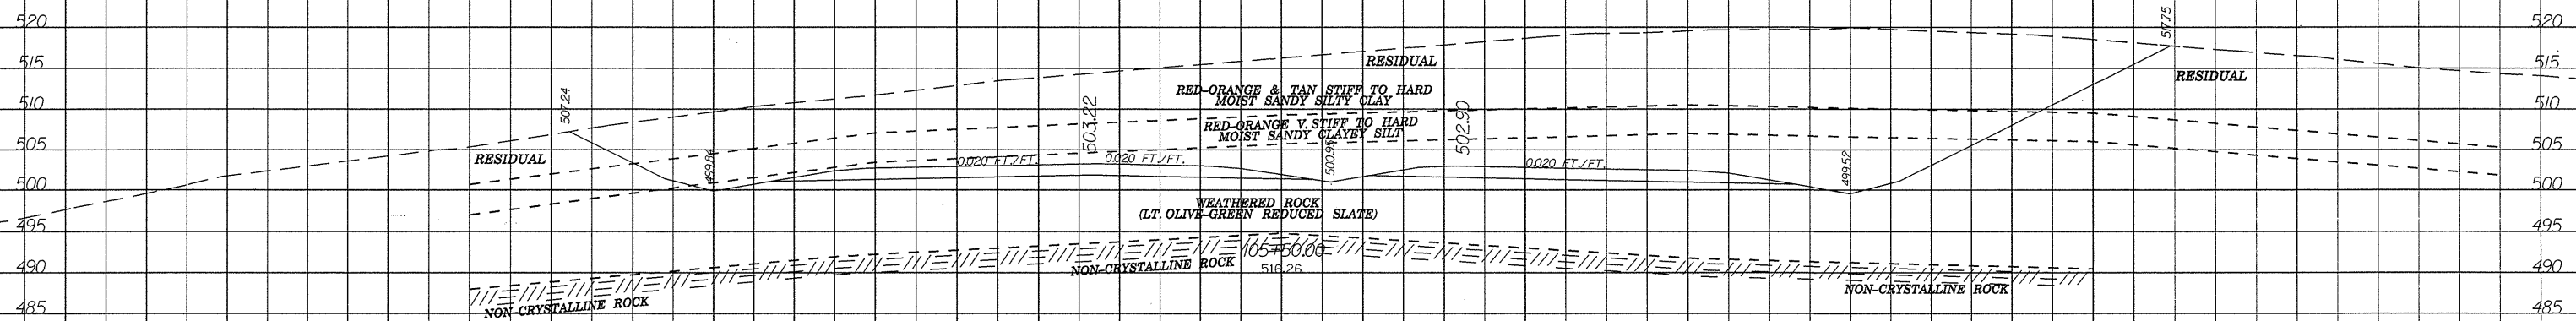 520 520
517.75
515 RESIDUAL 515
RESIDUAL
510 507.24 503.22 RED-ORANGE & TAN STIFF TO HARD 502.90 510
MOIST SANDY SILTY CLAY
RED-ORANGE V. STIFF TO HARD
MOIST SANDY CLAYEY SILT
505 RESIDUAL 505
0.020 FT./FT. 0.020 FT./FT. 0.020 FT./FT.
499.52
500 500
WEATHERED ROCK
(LT. OLIVE-GREEN REDUCED SLATE)
495 495
105+50.00
490 NON-CRYSTALLINE ROCK 516.26 490
NON-CRYSTALLINE ROCK
NON-CRYSTALLINE ROCK
485 485